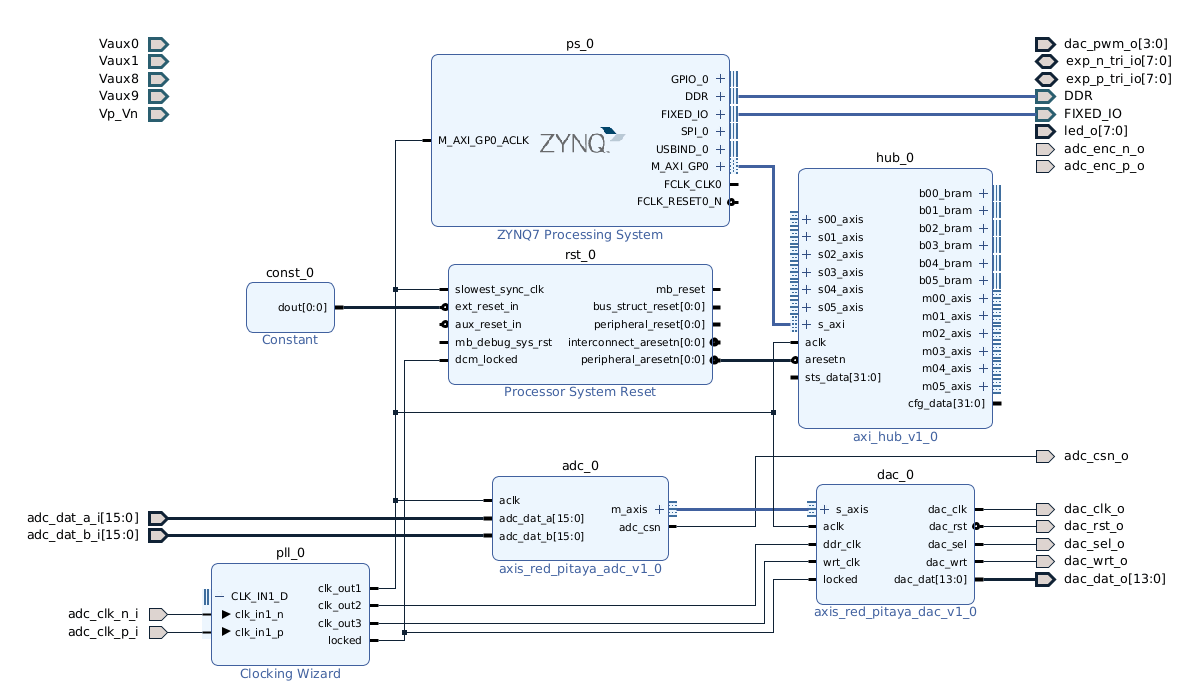 Vaux0
Vaux1
Vaux8
Vaux9
Vp_Vn
ps_0
GPIO_0
DDR
FIXED_IO
SPI_0
USBIND_0
M_AXI_GP0
FCLK_CLK0
FCLK_RESET0_N
M_AXI_GP0_ACLK
ZYNQ
ZYNQ7 Processing System
dac_pwm_o[3:0]
exp_n_tri_io[7:0]
exp_p_tri_io[7:0]
DDR
FIXED_IO
led_o[7:0]
adc_enc_n_o
adc_enc_p_o
hub_0
s00_axis
s01_axis
s02_axis
s03_axis
s04_axis
s05_axis
s_axi
aclk
aresetn
sts_data[31:0]
b00_bram
b01_bram
b02_bram
b03_bram
b04_bram
b05_bram
m00_axis
m01_axis
m02_axis
m03_axis
m04_axis
m05_axis
cfg_data[31:0]
axi_hub_v1_0
const_0
dout[0:0]
Constant
rst_0
slowest_sync_clk
ext_reset_in
aux_reset_in
mb_debug_sys_rst
dcm_locked
mb_reset
bus_struct_reset[0:0]
peripheral_reset[0:0]
interconnect_aresetn[0:0]
peripheral_aresetn[0:0]
Processor System Reset
adc_csn_o
adc_0
aclk
adc_dat_a[15:0]
adc_dat_b[15:0]
m_axis
adc_csn
axis_red_pitaya_adc_v1_0
adc_dat_a_i[15:0]
adc_dat_b_i[15:0]
dac_0
s_axis
aclk
ddr_clk
wrt_clk
locked
dac_clk
dac_rst
dac_sel
dac_wrt
dac_dat[13:0]
axis_red_pitaya_dac_v1_0
dac_clk_o
dac_rst_o
dac_sel_o
dac_wrt_o
dac_dat_o[13:0]
pll_0
CLK_IN1_D
clk_in1_n
clk_in1_p
clk_out1
clk_out2
clk_out3
locked
Clocking Wizard
adc_clk_n_i
adc_clk_p_i